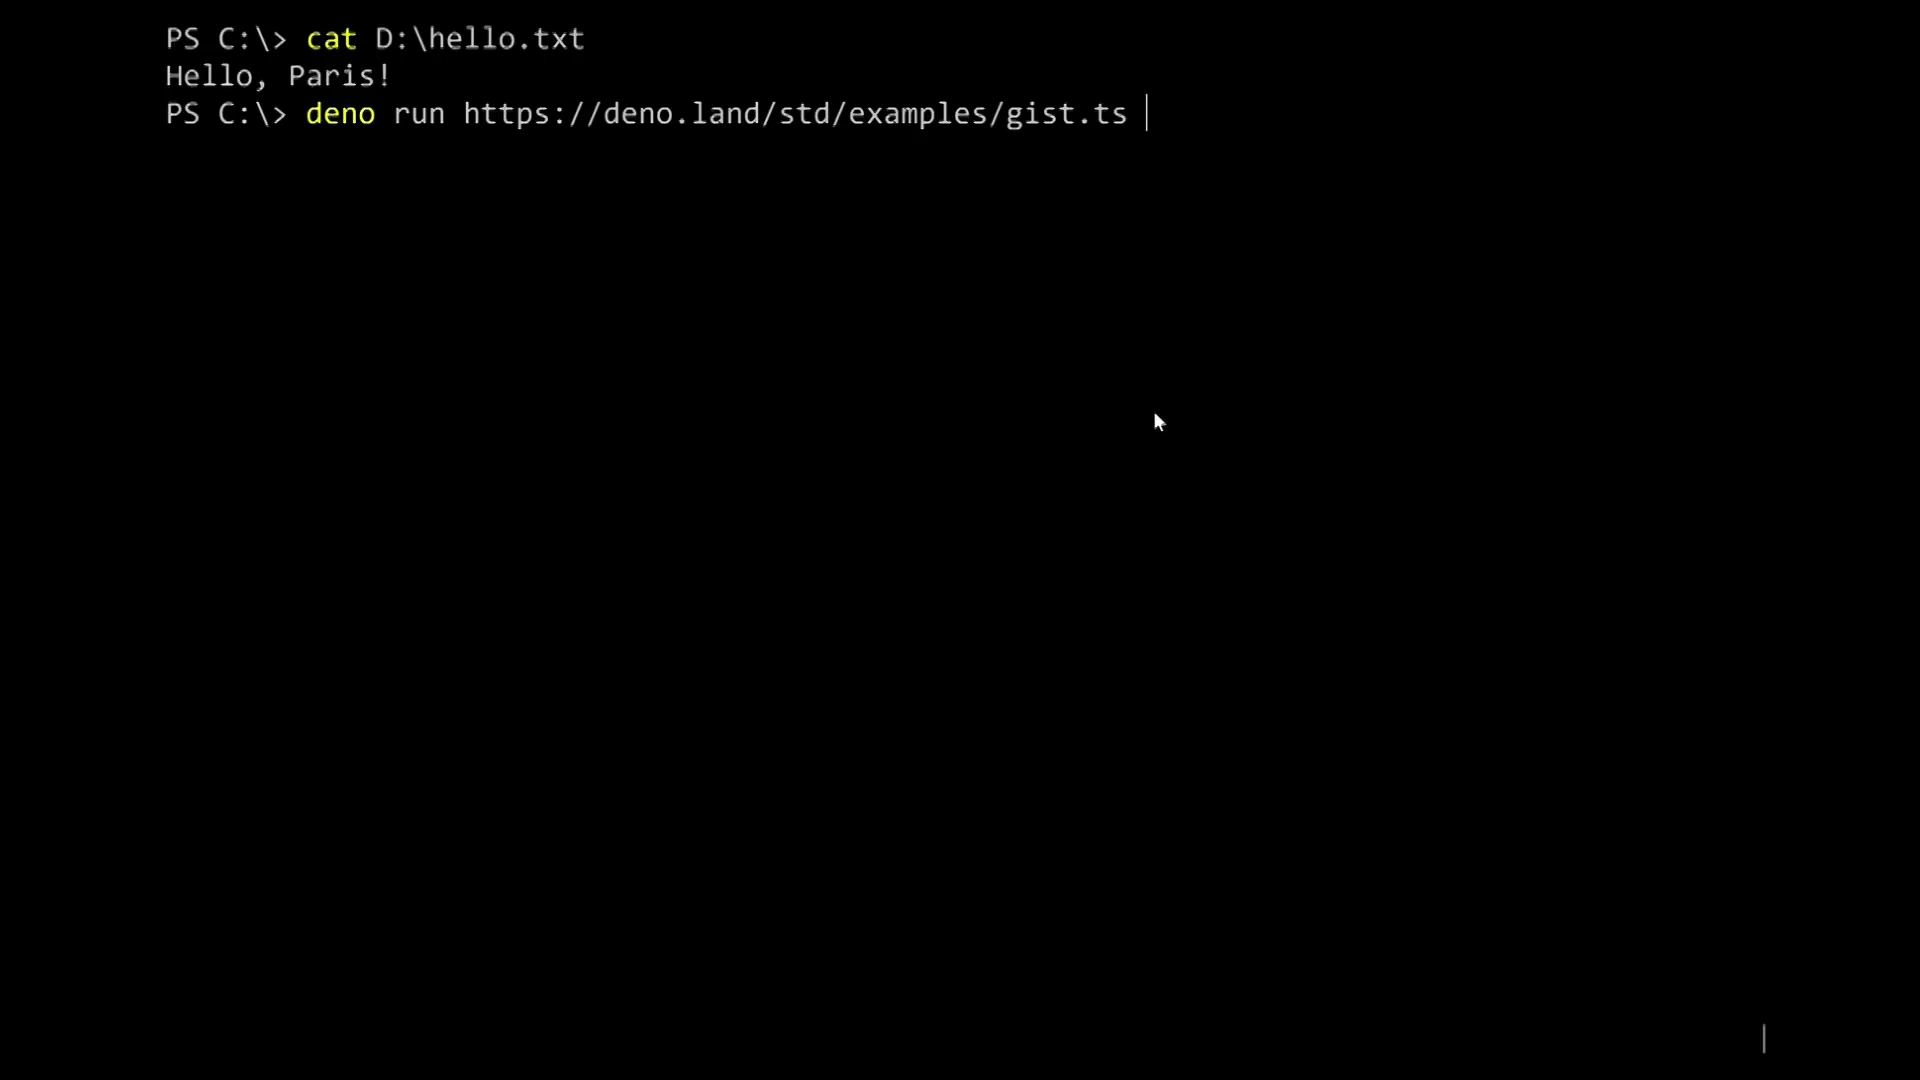 PS C:\> cat D:\hello.txt
Hello, Paris!
PS C:\> deno run https://deno.land/std/examples/gist.ts